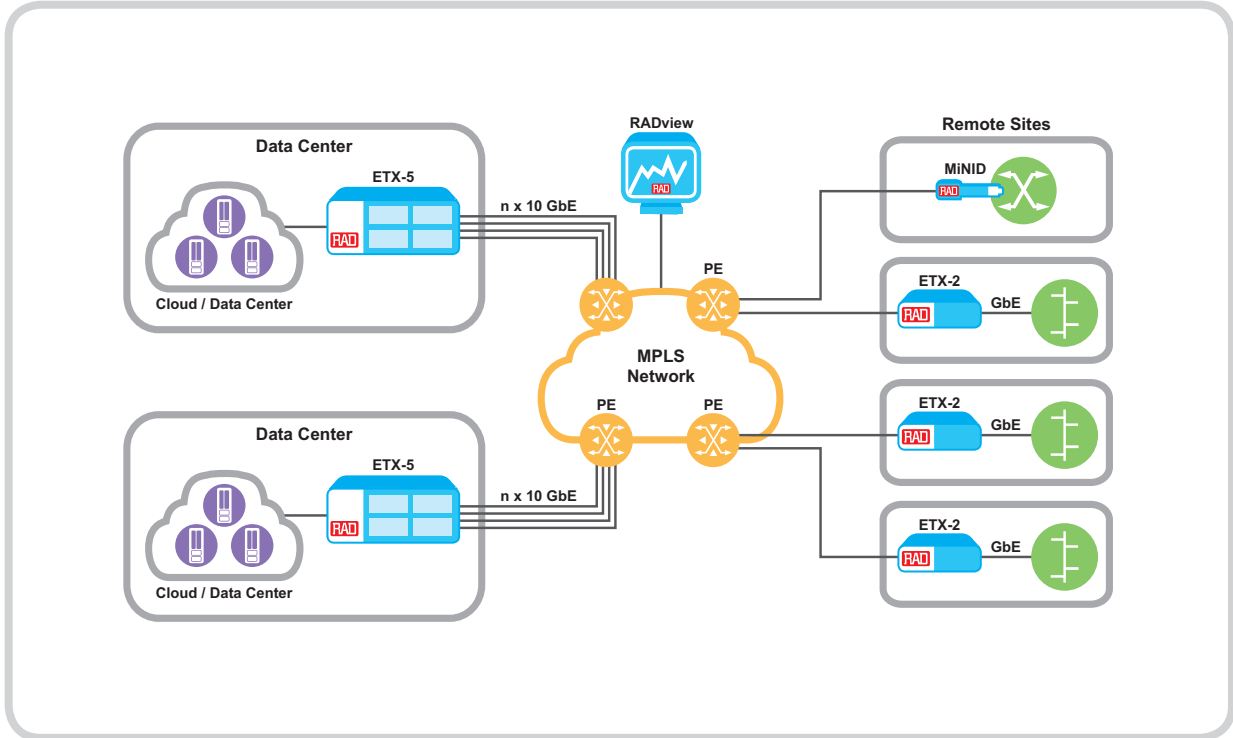 RADview
RAD
Data Center
ETX-5
RAD
n x 10 GbE
Cloud / Data Center
Data Center
ETX-5
RAD
n x 10 GbE
Cloud / Data Center
PE
MPLS
Network
PE
PE
Remote Sites
MiNID
RAD
ETX-2
RAD
GbE
ETX-2
RAD
GbE
ETX-2
RAD
GbE